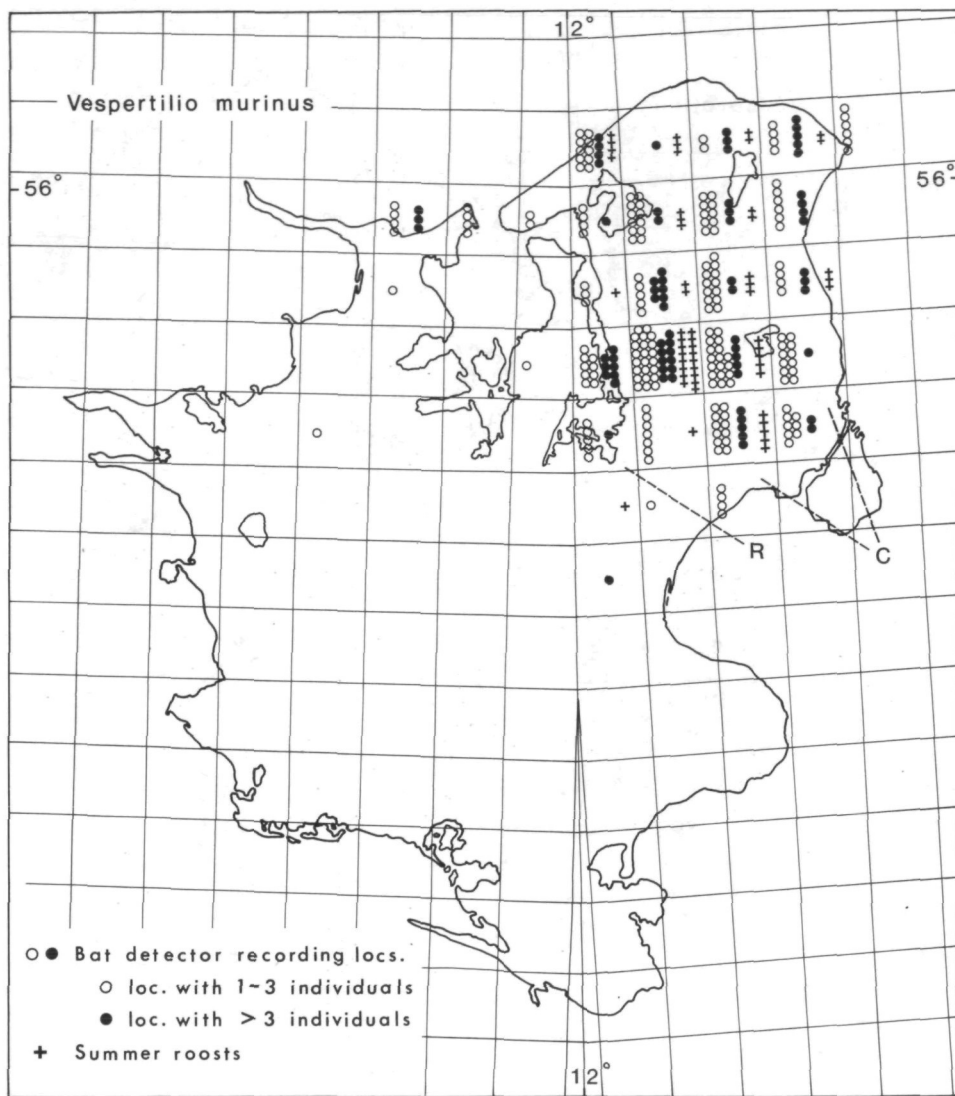 12°
Vespertilio murinus
56° 56°
R
C
Bat detector recording locs.
loc. with 1~3 individuals
loc. with >3 individuals
+ Summer roosts
12°